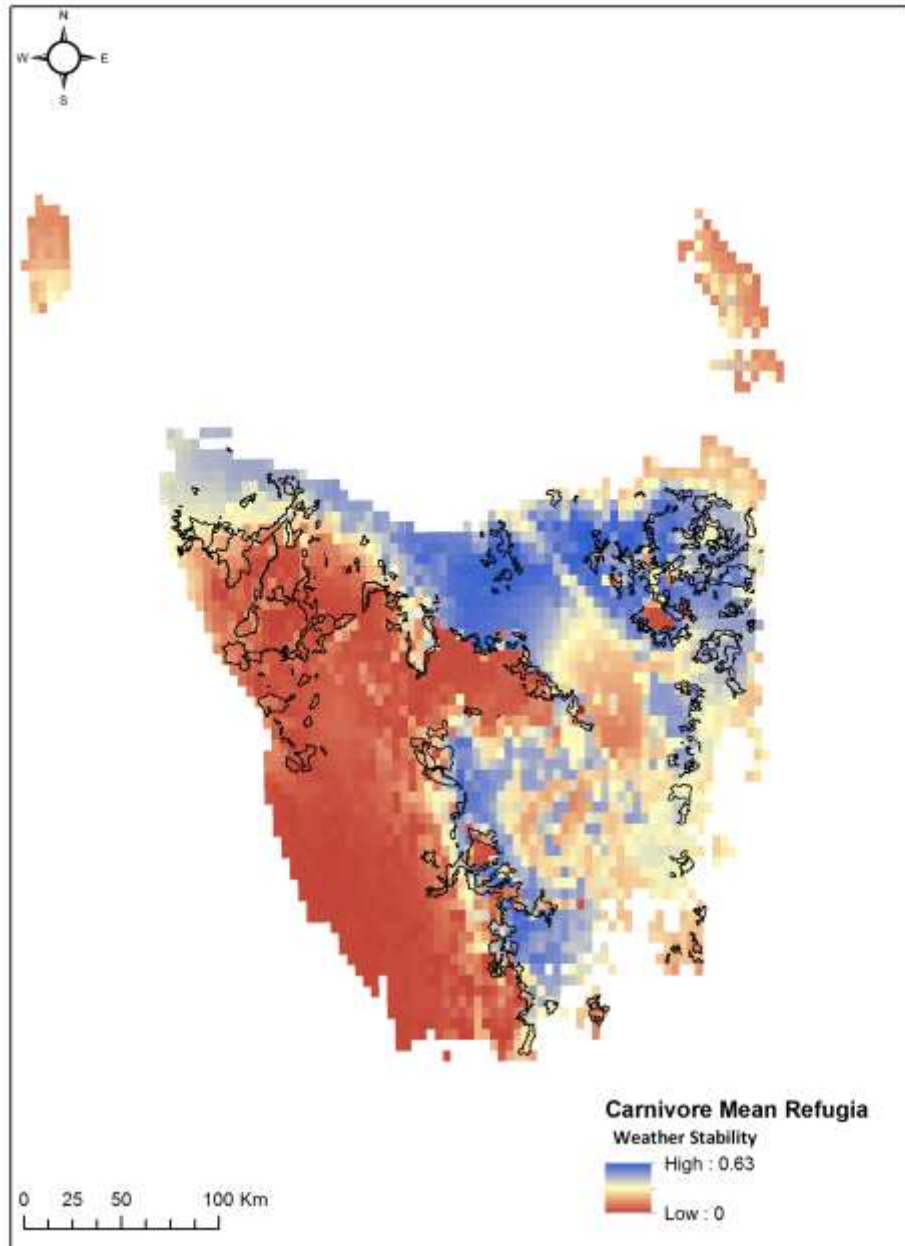 N
W E
S
Carnivore Mean Refugia
Weather Stability
High : 0.63
Low : 0
0 25 50 100 Km